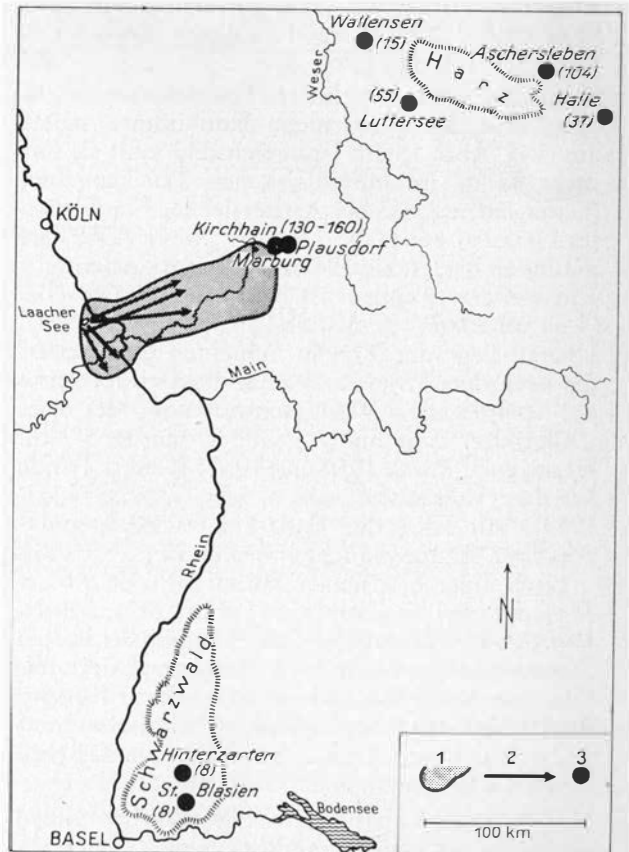 Wallensen
(15)
Weser
Harz
Aschersleben
(104)
(55)
Luttersee
Halle
(37)
KÖLN
Kirchhain (130-160)
Marburg
Plausdorf
Laacher
See
Main
Rhein
N
Schwarzwald
Hinterzarten
(8)
St. Blasien
(8)
Bodensee
BASEL
1 2 3
100 km